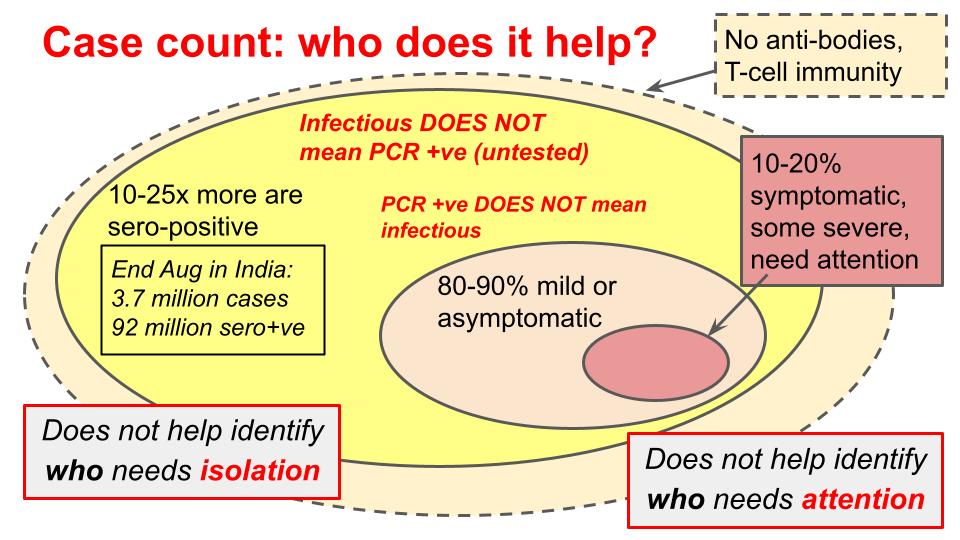 Case count: who does it help?
No anti-bodies,
T-cell immunity
Infectious DOES NOT
mean PCR +ve (untested)
10-20%
symptomatic,
some severe,
need attention
10-25x more are
sero-positive
PCR +ve DOES NOT mean
infectious
End Aug in India:
3.7 million cases
92 million sero+ve
80-90% mild or
asymptomatic
Does not help identify
who needs isolation
Does not help identify
who needs attention